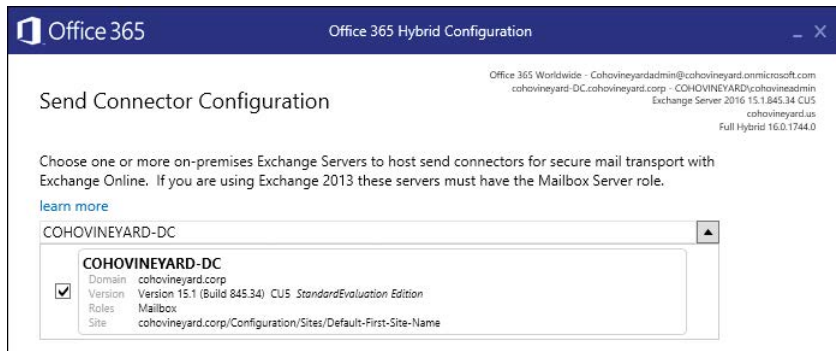 Office 365
Office 365 Hybrid Configuration
Office 365 Worldwide - Cohovineyardadmin@cohovineyard.onmicrosoft.com
cohovineyard-DC.cohovineyard.corp - COHOVINEYARD\cohovineadmin
Exchange Server 2016 15.1.845.34 CU5
cohovineyard.us
Full Hybrid 16.0.1744.0
Send Connector Configuration
Choose one or more on-premises Exchange Servers to host send connectors for secure mail transport with
Exchange Online. If you are using Exchange 2013 these servers must have the Mailbox Server role.
learn more
COHOVINEYARD-DC
COHOVINEYARD-DC
Domain cohovineyard.corp
Version Version 15.1 (Build 845.34) CU5 StandardEvaluation Edition
Roles Mailbox
Site cohovineyard.corp/Configuration/Sites/Default-First-Site-Name